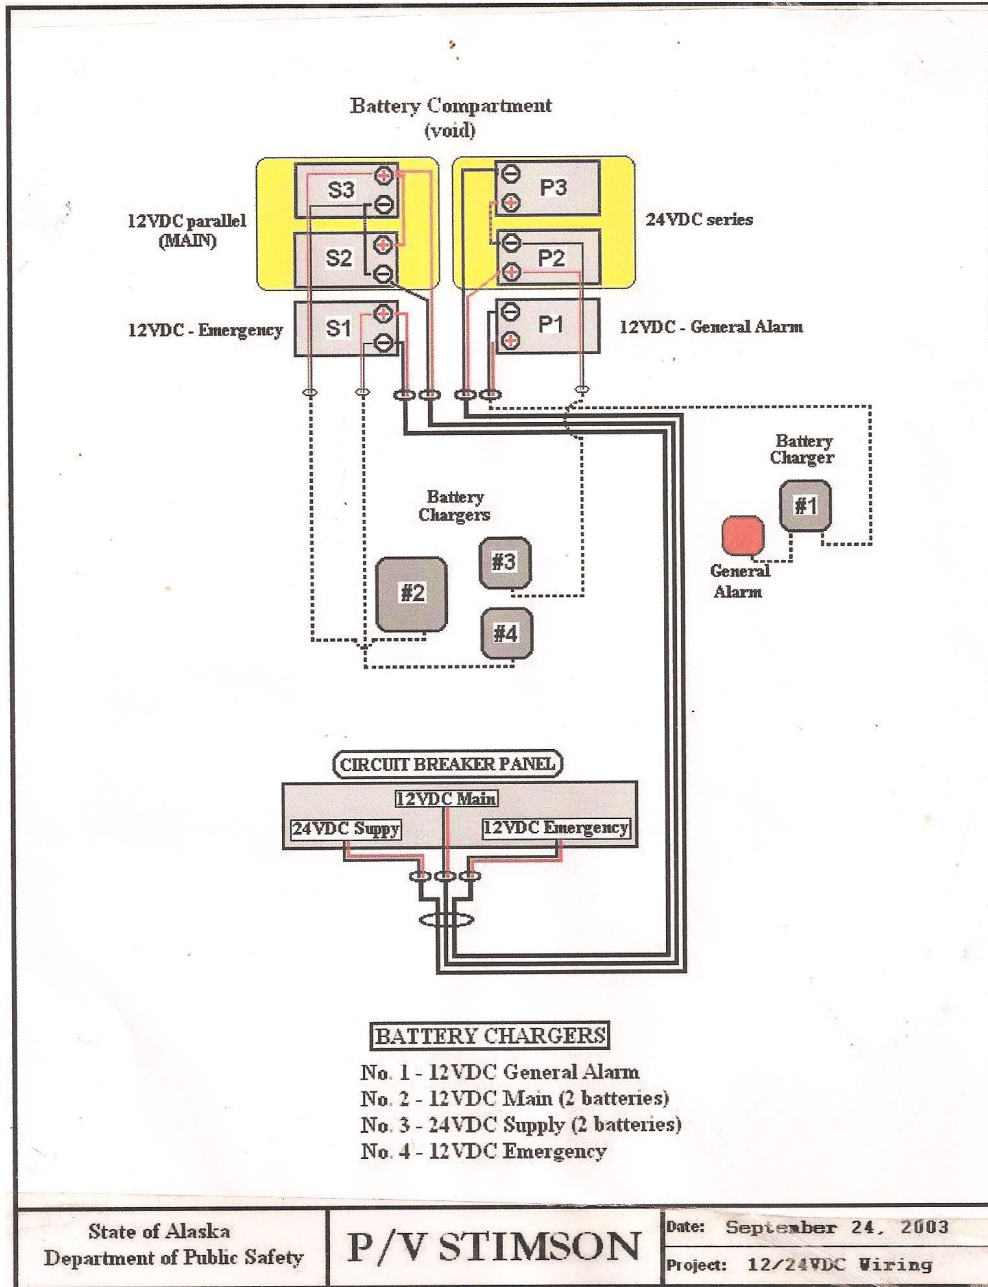 Battery Compartment
(void)
S3
P3
12VDC parallel
(MAIN)
24VDC series
S2
P2
12VDC - Emergency
S1
P1
12VDC - General Alarm
Battery
Charger
#1
Battery
Chargers
#3
#2
General
Alarm
#4
CIRCUIT BREAKER PANEL
12VDC Main
24VDC Suppy
12VDC Emergency
BATTERY CHARGERS
No. 1 - 12VDC General Alarm
No. 2 - 12VDC Main (2 batteries)
No. 3 - 24VDC Supply (2 batteries)
No. 4 - 12VDC Emergency
State of Alaska
Department of Public Safety
P/V STIMSON
Date: September 24, 2003
Project: 12/24VDC Wiring